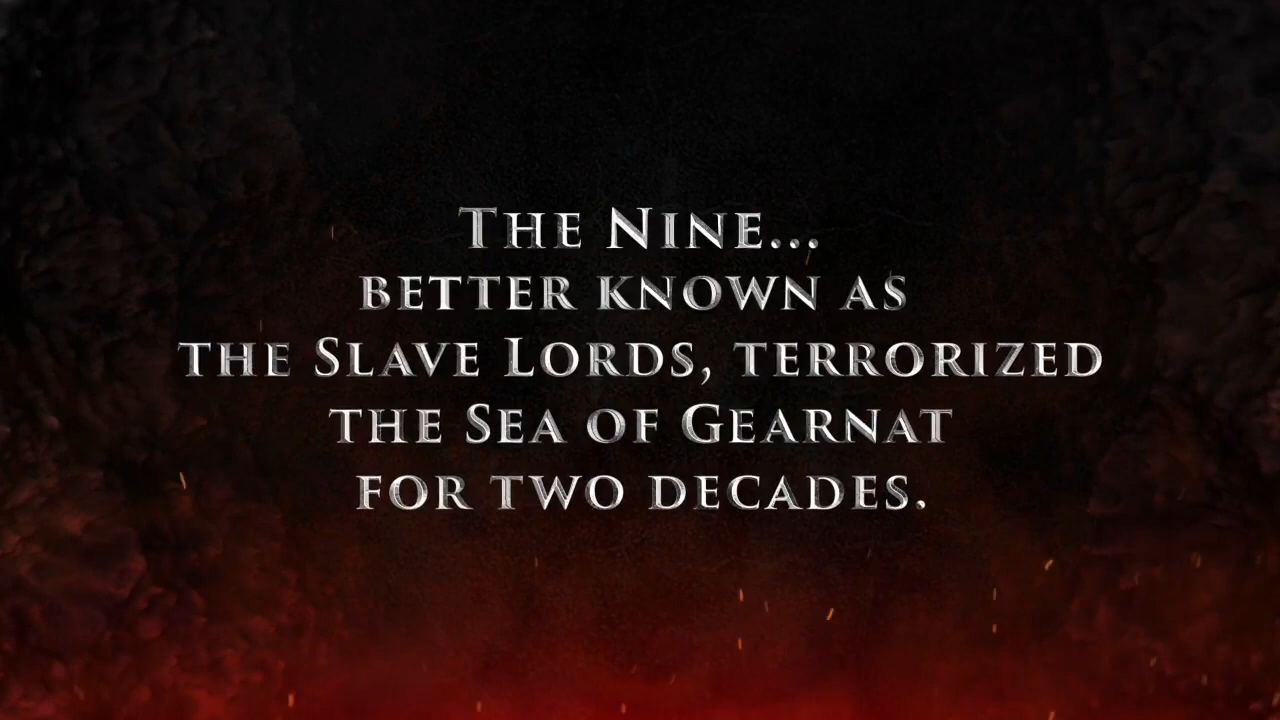 The Nine...
better known as
the Slave Lords, terrorized
the Sea of Gearnat
for two decades.